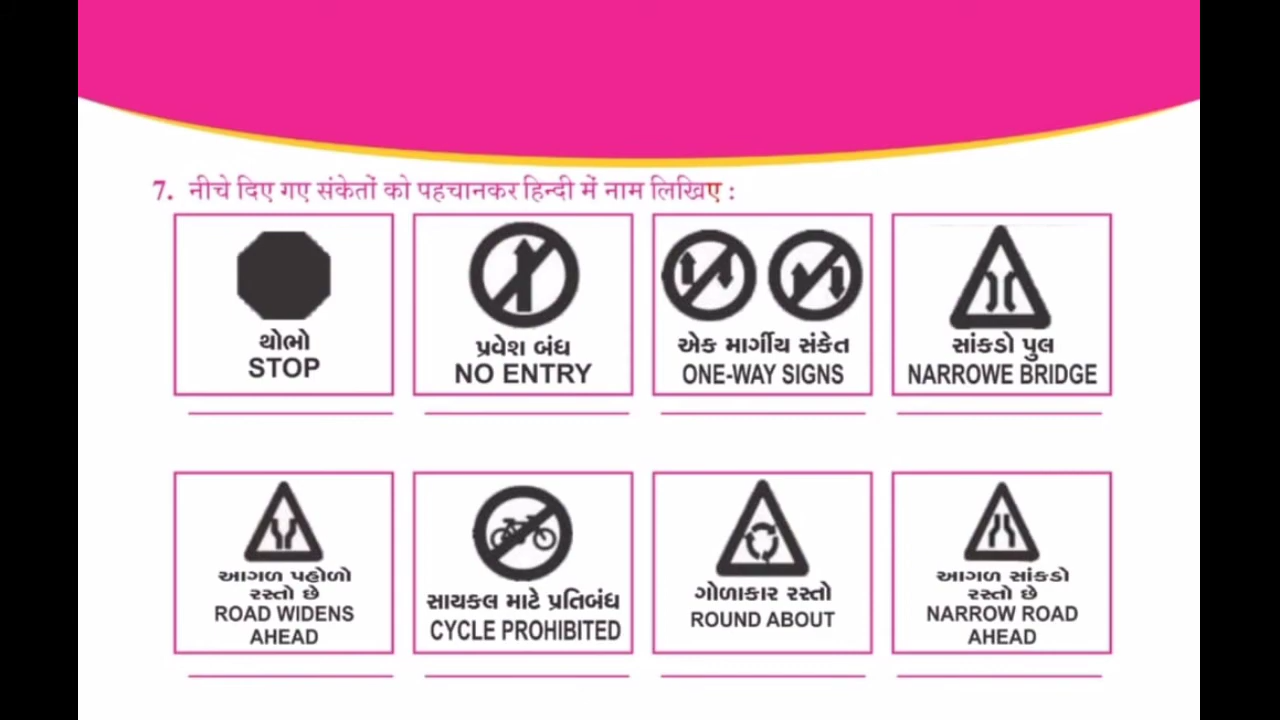 7. नीचे दिए गए संकेतों को पहचानकर हिन्दी में नाम लिखिए :
થોભો
STOP
પ્રવેશ બંધ
NO ENTRY
એક માર્ગીય સંકેત
ONE-WAY SIGNS
સાંકડો પુલ
NARROWE BRIDGE
આગળ પહોળો
રસ્તો છે
ROAD WIDENS
AHEAD
સાયકલ માટે પ્રતિબંધ
CYCLE PROHIBITED
ગોળાકાર રસ્તો
ROUND ABOUT
આગળ સાંકડો
રસ્તો છે
NARROW ROAD
AHEAD